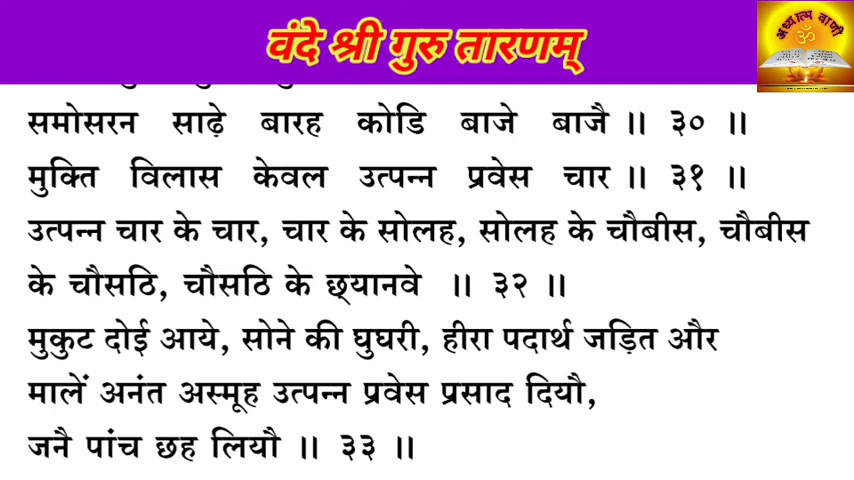 वंदे श्री गुरु तारणम्
अध्यात्म वाणी
समोसरन साढ़े बारह कोडि बाजे बाजै ॥ ३० ॥
मुक्ति विलास केवल उत्पन्न प्रवेस चार ॥ ३१ ॥
उत्पन्न चार के चार, चार के सोलह, सोलह के चौबीस, चौबीस
के चौसठि, चौसठि के छ्यानवे ॥ ३२ ॥
मुकुट दोई आये, सोने की घुघरी, हीरा पदार्थ जड़ित और
मालें अनंत अस्मूह उत्पन्न प्रवेस प्रसाद दियौ,
जनै पांच छह लियौ ॥ ३३ ॥